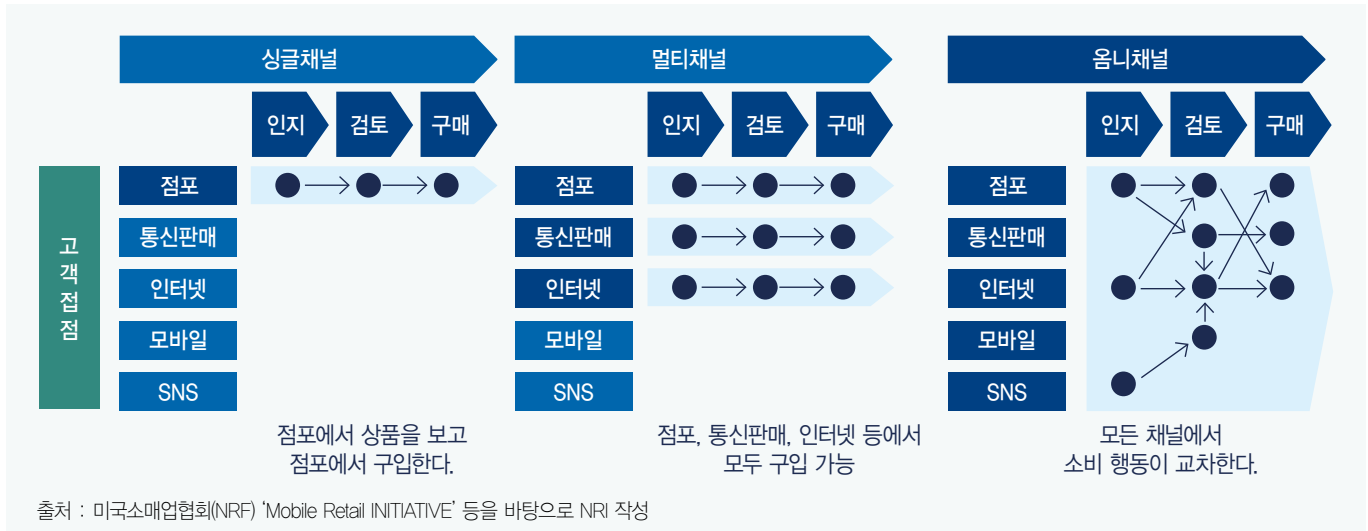 싱글채널
인지 검토 구매
고객접점
점포
통신판매
인터넷
모바일
SNS
점포에서 상품을 보고
점포에서 구입한다.
멀티채널
인지 검토 구매
점포
통신판매
인터넷
모바일
SNS
점포, 통신판매, 인터넷 등에서
모두 구입 가능
옴니채널
인지 검토 구매
점포
통신판매
인터넷
모바일
SNS
모든 채널에서
소비 행동이 교차한다.
출처 : 미국소매업협회(NRF) ‘Mobile Retail INITIATIVE’ 등을 바탕으로 NRI 작성